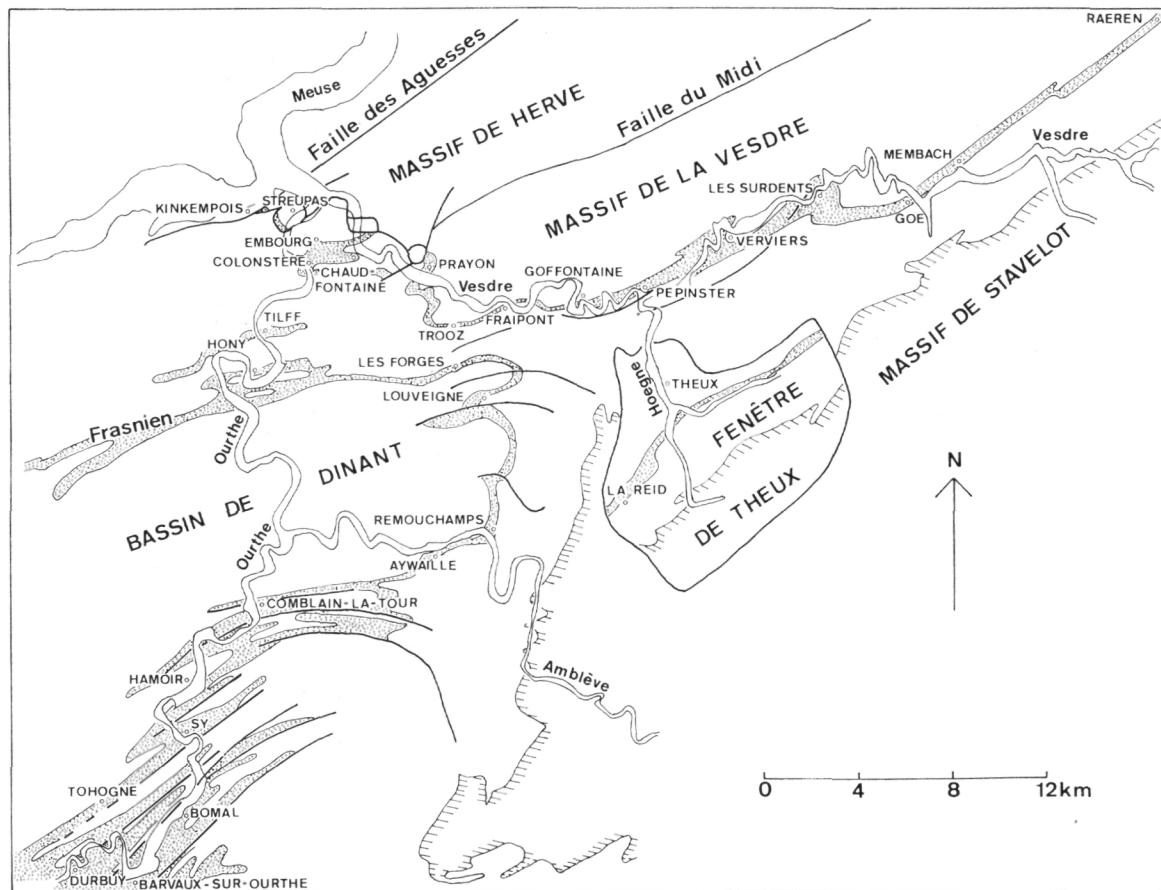 RAEREN
Meuse
Faille des Aguesses
MASSIF DE HERVE
Faille du Midi
MASSIF DE LA VESDRE
Vesdre
MEMBACH
LES SURDENTS
GOE
KINKEMPOIS
STREUPAS
EMBOURG
COLONSTERE
CHAUD-
FONTAINE
PRAYON
Vesdre
GOFFONTAINE
VERVIERS
PEPINSTER
MASSIF DE STAVELOT
TILFF
TROOZ
FRAIPONT
HONY
LES FORGES
LOUVEIGNE
Hoegne
THEUX
Frasnien
Ourthe
FENÊTRE
DE THEUX
LA REID
N
BASSIN DE DINANT
REMOUCHAMPS
Ourthe
AYWAILLE
COMBLAIN-LA-TOUR
HAMOIR
Amblève
SY
TOHOGNE
BOMAL
0 4 8 12km
DURBUY
BARVAUX-SUR-OURTHE